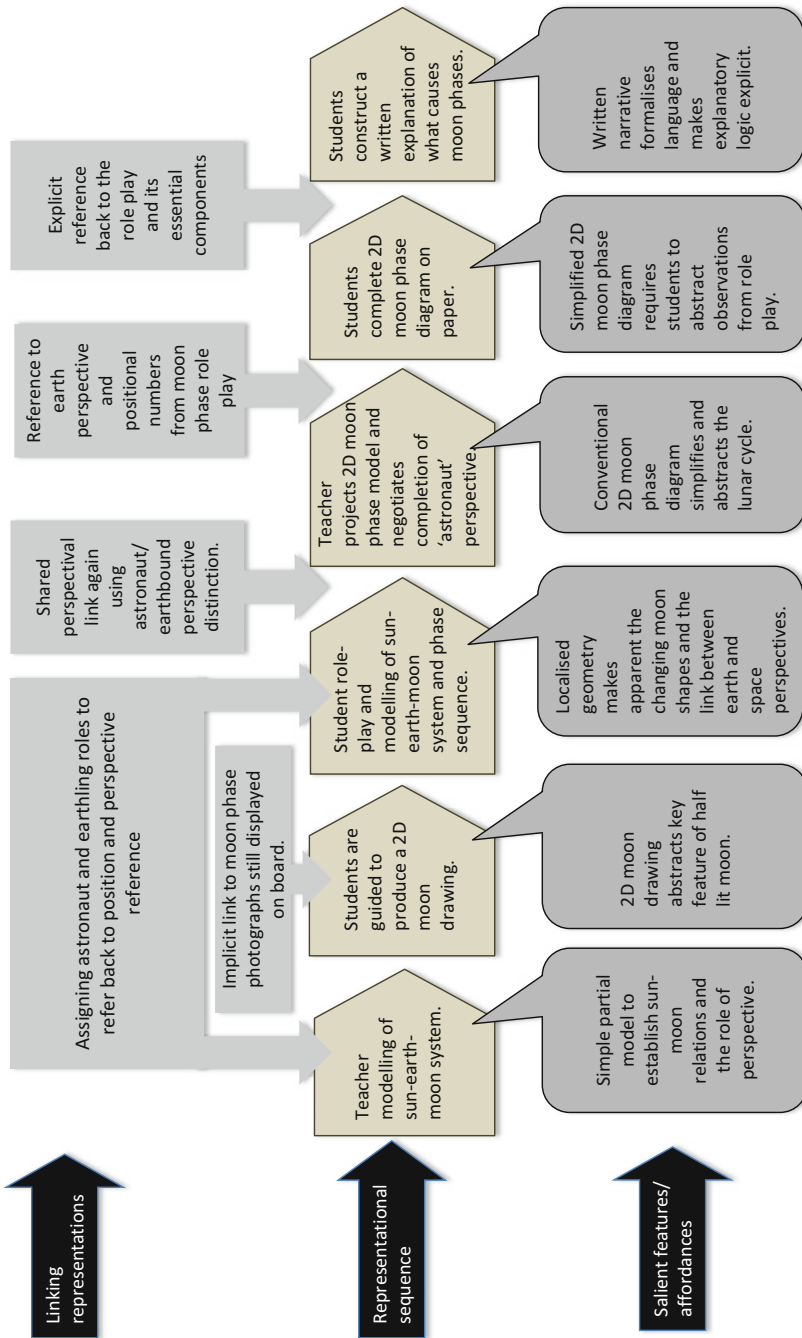 Linking
representations
Assigning astronaut and earthling roles to
refer back to position and perspective
reference
Implicit link to moon phase
photographs still displayed
on board.
Shared
perspectival
link again
using
astronaut/
earthbound
perspective
distinction.
Reference to
earth
perspective
and
positional
numbers
from moon
phase role
play
Explicit
reference
back to the
role play
and its
essential
components
Representational
sequence
Teacher
modelling of
sun-earth-
moon system.
Students are
guided to
produce a 2D
moon
drawing.
Student role-
play and
modelling of sun-
earth-moon
system and phase
sequence.
Teacher
projects 2D moon
phase model and
negotiates
completion of
‘astronaut’
perspective
Students
complete 2D
moon phase
diagram on
paper.
Students
construct a
written
explanation of
what causes
moon phases.
Salient features/
affordances
Simple partial
model to
establish sun-
moon
relations and
the role of
perspective.
2D moon
drawing
abstracts key
feature of half
lit moon.
Localised
geometry
makes
apparent the
changing moon
shapes and the
link between
earth and
space
perspectives.
Conventional
2D moon
phase
diagram
simplifies and
abstracts the
lunar cycle.
Simplified 2D
moon phase
diagram
requires
students to
abstract
observations
from role
play.
Written
narrative
formalises
language and
makes
explanatory
logic explicit.